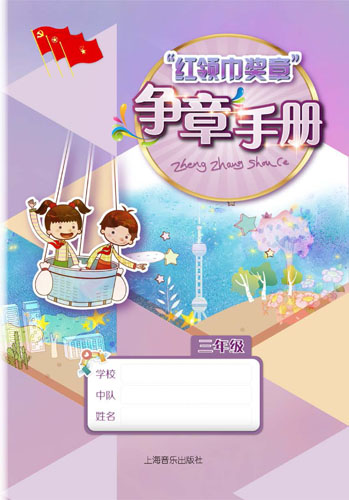 “红领巾奖章”
争章手册
Zheng Zhang Shou Ce
三年级
学校
中队
姓名
上海音乐出版社